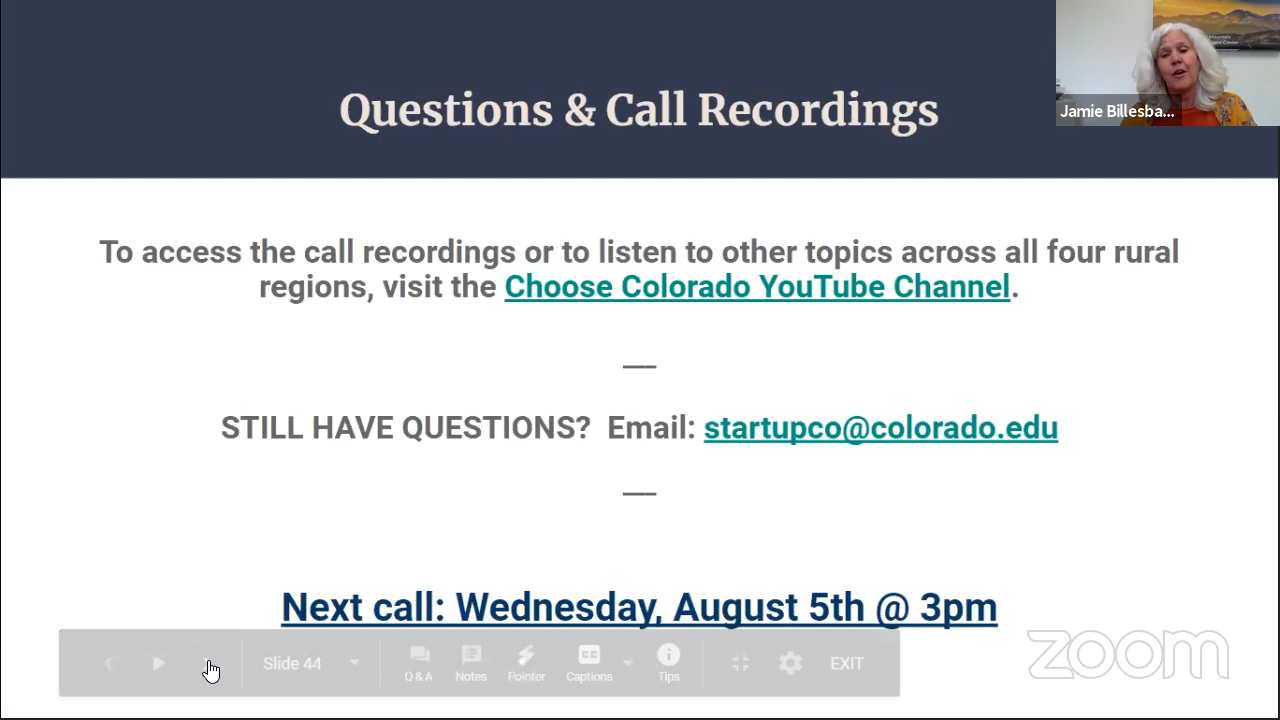 Questions & Call Recordings
Jamie Billesba...
To access the call recordings or to listen to other topics across all four rural
regions, visit the Choose Colorado YouTube Channel.
STILL HAVE QUESTIONS? Email: startupco@colorado.edu
Next call: Wednesday, August 5th @ 3pm
Slide 44
Q & A
Notes
Pointer
Captions
Tips
EXIT
zoom